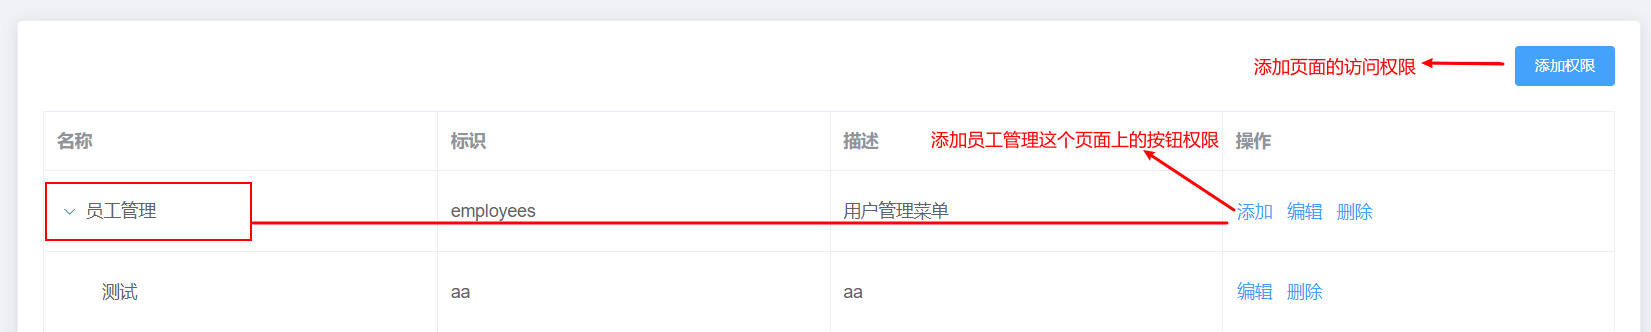 添加页面的访问权限
添加权限
名称 标识 描述 添加员工管理这个页面上的按钮权限 操作
员工管理 employees 用户管理菜单 添加 编辑 删除
测试 aa aa 编辑 删除